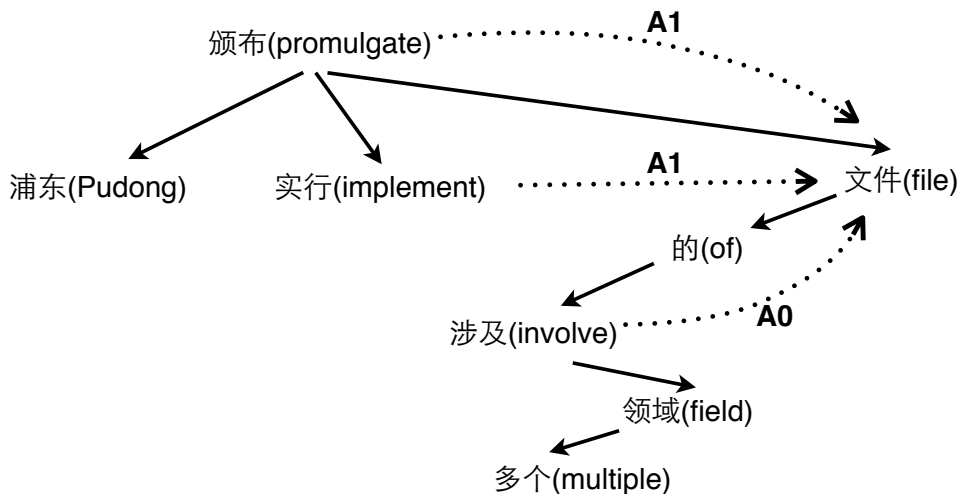 A1
颁布(promulgate)
浦东(Pudong)
实行(implement)
A1
文件(file)
的(of)
A0
涉及(involve)
领域(field)
多个(multiple)